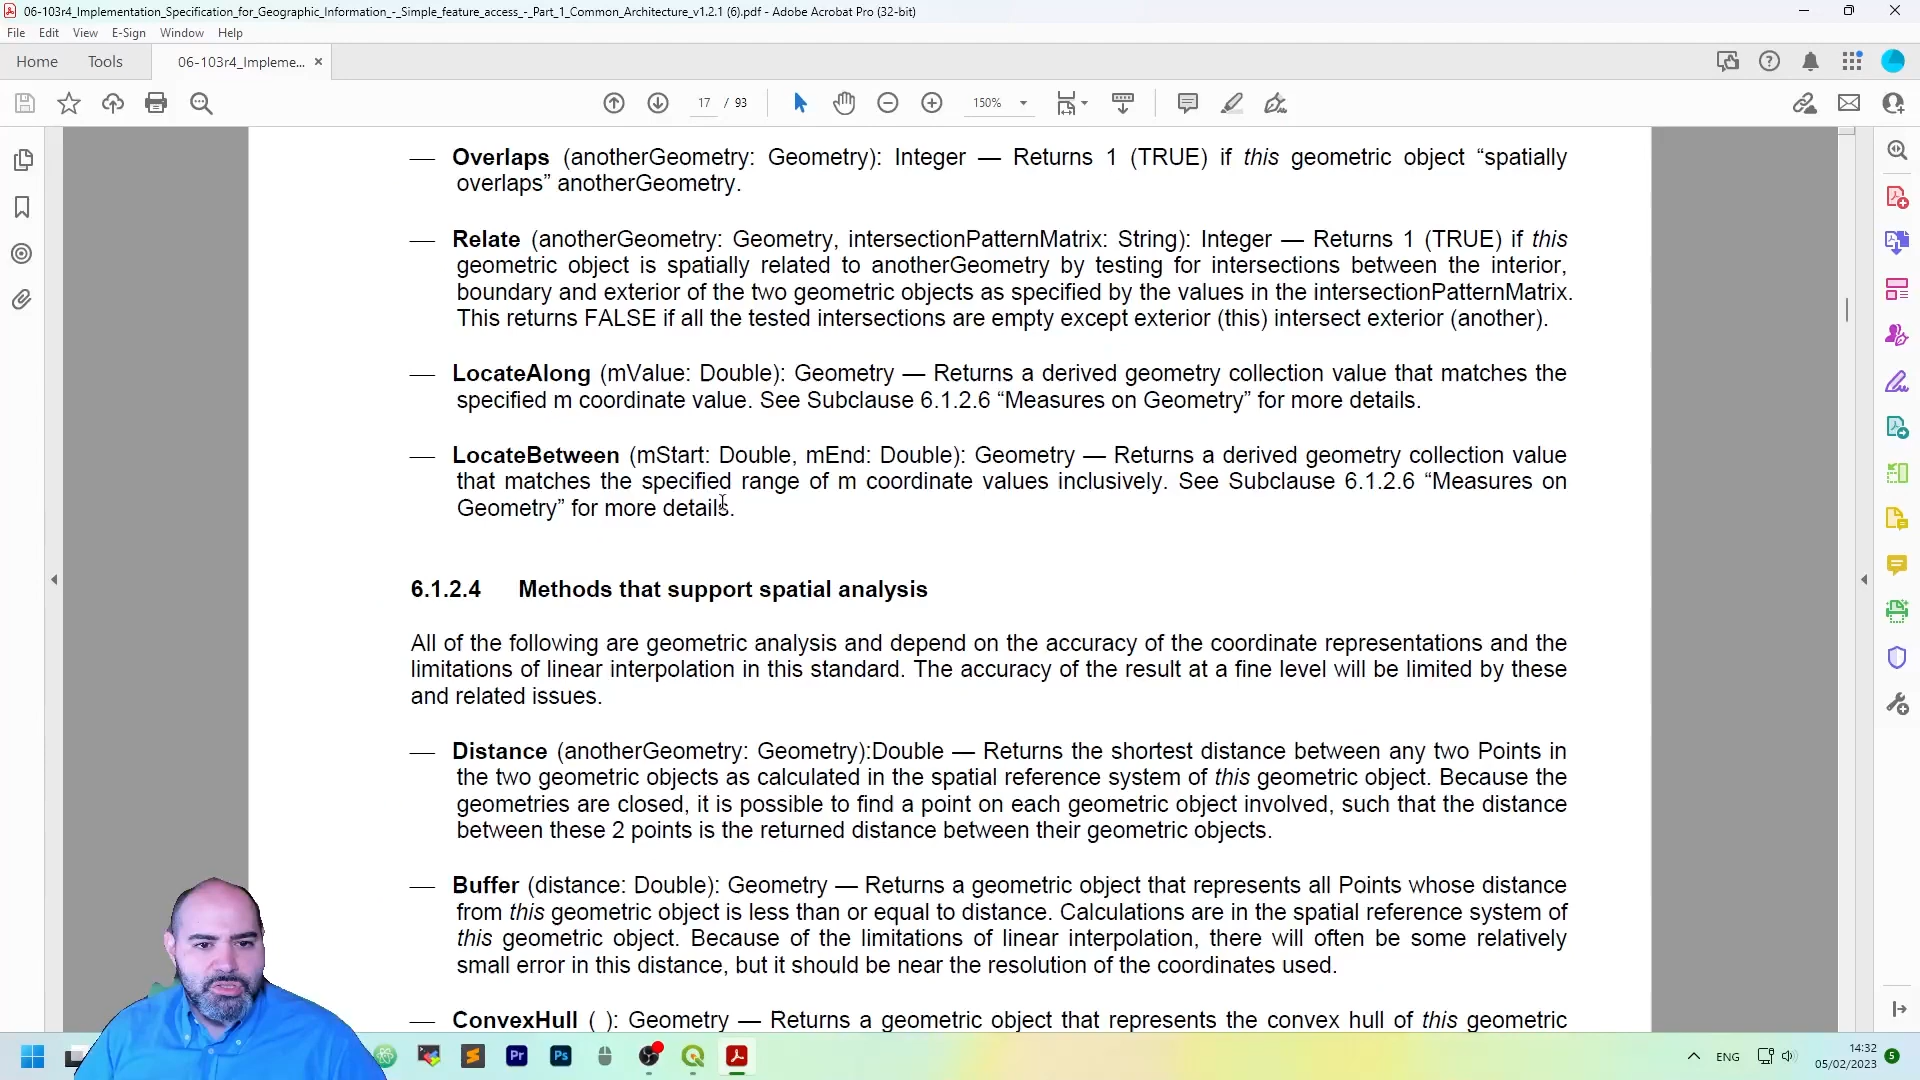 06-103r4_Implementation_Specification_for_Geographic_Information_-_Simple_feature_access_-_Part_1_Common_Architecture_v1.2.1 (6).pdf - Adobe Acrobat Pro (32-bit)
File Edit View E-Sign Window Help
Home Tools 06-103r4_Impleme... ×
17 / 93 150%
— Overlaps (anotherGeometry: Geometry): Integer — Returns 1 (TRUE) if this geometric object “spatially
overlaps” anotherGeometry.
— Relate (anotherGeometry: Geometry, intersectionPatternMatrix: String): Integer — Returns 1 (TRUE) if this
geometric object is spatially related to anotherGeometry by testing for intersections between the interior,
boundary and exterior of the two geometric objects as specified by the values in the intersectionPatternMatrix.
This returns FALSE if all the tested intersections are empty except exterior (this) intersect exterior (another).
— LocateAlong (mValue: Double): Geometry — Returns a derived geometry collection value that matches the
specified m coordinate value. See Subclause 6.1.2.6 “Measures on Geometry” for more details.
— LocateBetween (mStart: Double, mEnd: Double): Geometry — Returns a derived geometry collection value
that matches the specified range of m coordinate values inclusively. See Subclause 6.1.2.6 “Measures on
Geometry” for more details.
6.1.2.4 Methods that support spatial analysis
All of the following are geometric analysis and depend on the accuracy of the coordinate representations and the
limitations of linear interpolation in this standard. The accuracy of the result at a fine level will be limited by these
and related issues.
— Distance (anotherGeometry: Geometry):Double — Returns the shortest distance between any two Points in
the two geometric objects as calculated in the spatial reference system of this geometric object. Because the
geometries are closed, it is possible to find a point on each geometric object involved, such that the distance
between these 2 points is the returned distance between their geometric objects.
— Buffer (distance: Double): Geometry — Returns a geometric object that represents all Points whose distance
from this geometric object is less than or equal to distance. Calculations are in the spatial reference system of
this geometric object. Because of the limitations of linear interpolation, there will often be some relatively
small error in this distance, but it should be near the resolution of the coordinates used.
— ConvexHull ( ): Geometry — Returns a geometric object that represents the convex hull of this geometric
Pr Ps ENG 14:32 5
05/02/2023